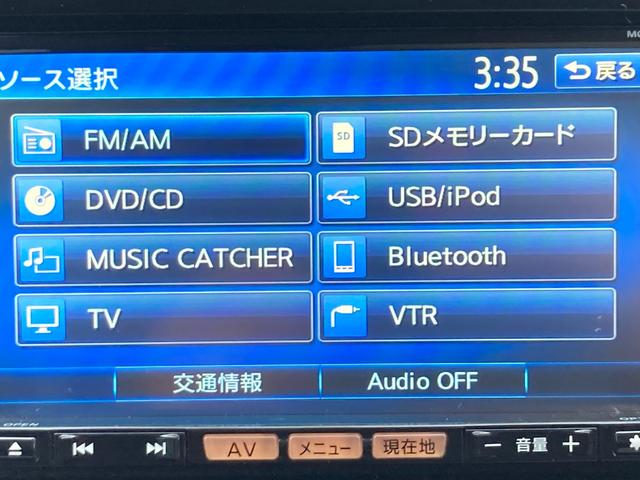 ソース選択 3:35 戻る
FM/AM SDメモリーカード
DVD/CD USB/iPod
MUSIC CATCHER Bluetooth
TV VTR
交通情報 Audio OFF
OPEN
AV メニュー 現在地 − 音量 +